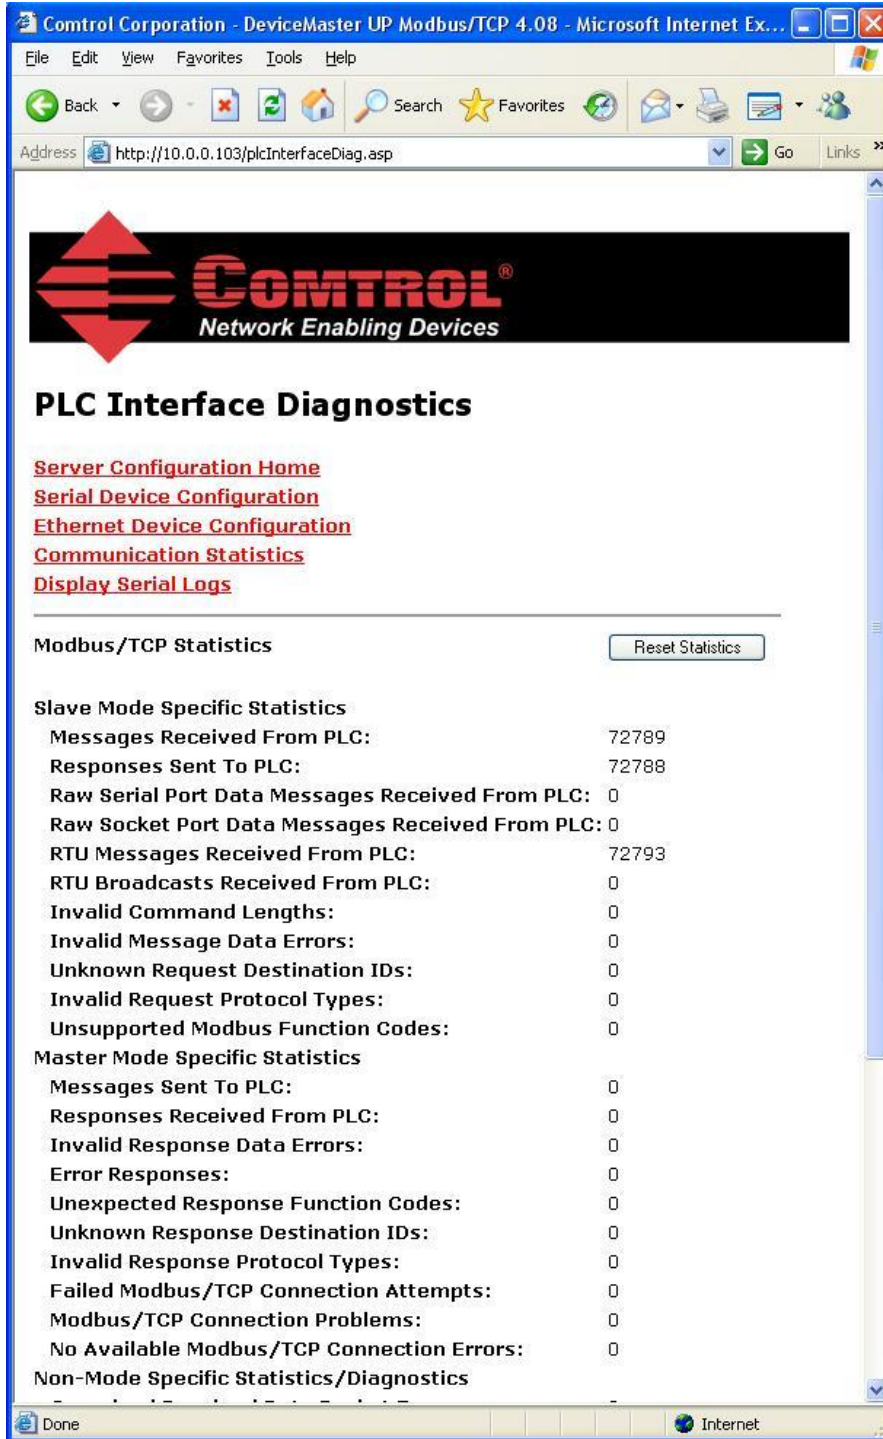 Comtrol Corporation - DeviceMaster UP Modbus/TCP 4.08 - Microsoft Internet Ex...
File Edit View Favorites Tools Help
Back Search Favorites
Address http://10.0.0.103/plcInterfaceDiag.asp Go Links »
COMTROL®
Network Enabling Devices
PLC Interface Diagnostics
Server Configuration Home
Serial Device Configuration
Ethernet Device Configuration
Communication Statistics
Display Serial Logs
Modbus/TCP Statistics Reset Statistics
Slave Mode Specific Statistics
Messages Received From PLC: 72789
Responses Sent To PLC: 72788
Raw Serial Port Data Messages Received From PLC: 0
Raw Socket Port Data Messages Received From PLC: 0
RTU Messages Received From PLC: 72793
RTU Broadcasts Received From PLC: 0
Invalid Command Lengths: 0
Invalid Message Data Errors: 0
Unknown Request Destination IDs: 0
Invalid Request Protocol Types: 0
Unsupported Modbus Function Codes: 0
Master Mode Specific Statistics
Messages Sent To PLC: 0
Responses Received From PLC: 0
Invalid Response Data Errors: 0
Error Responses: 0
Unexpected Response Function Codes: 0
Unknown Response Destination IDs: 0
Invalid Response Protocol Types: 0
Failed Modbus/TCP Connection Attempts: 0
Modbus/TCP Connection Problems: 0
No Available Modbus/TCP Connection Errors: 0
Non-Mode Specific Statistics/Diagnostics
Done Internet